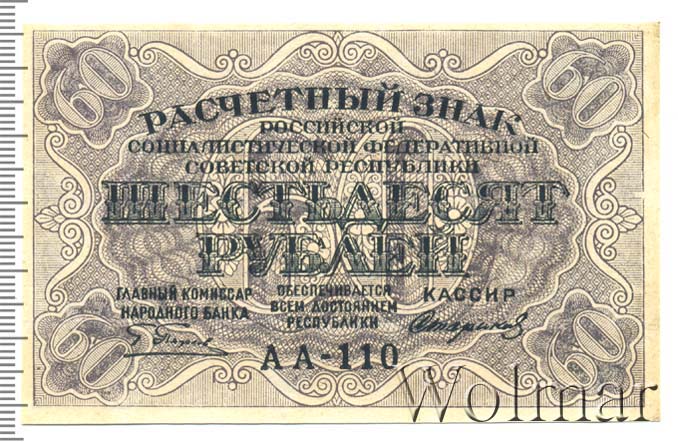 60 60
РАСЧЕТНЫЙ ЗНАК
РОССИЙСКОЙ
СОЦИАЛИСТИЧЕСКОЙ ФЕДЕРАТИВНОЙ
СОВЕТСКОЙ РЕСПУБЛИКИ
ШЕСТЬДЕСЯТ
РУБЛЕЙ
ГЛАВНЫЙ КОМИССАР
НАРОДНОГО БАНКА
ОБЕСПЕЧИВАЕТСЯ
ВСЕМ ДОСТОЯНИЕМ
РЕСПУБЛИКИ
КАССИР
АА-110
60 60
Wolmar